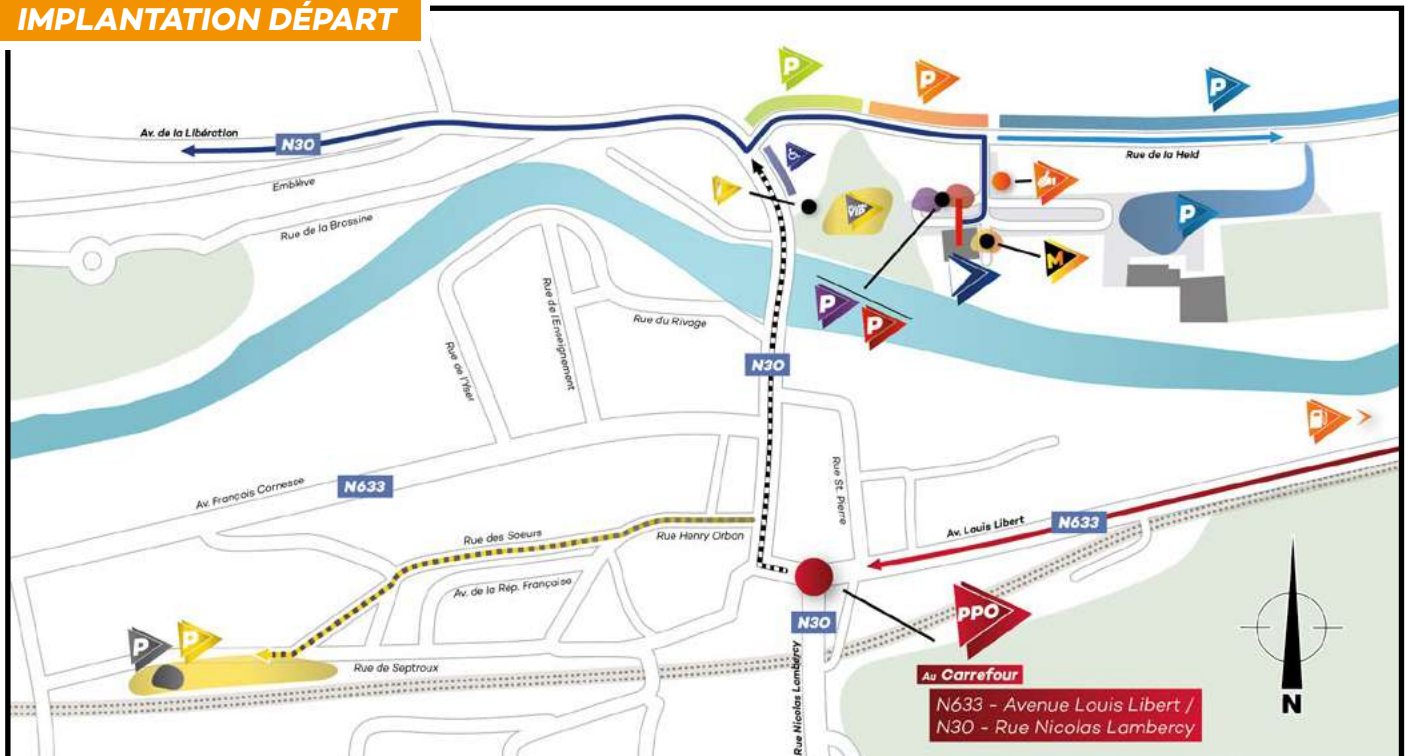 IMPLANTATION DÉPART
P
P
P
Av. de la Libération
N30
Rue de la Heid
Emblève
Rue de la Brossine
VIP
P
M
P
P
Rue de l'Yser
Rue de l'Enseignement
Rue du Rivage
N30
Av. François Cornesse
N633
Rue St. Pierre
Av. Louis Libert
N633
Rue des Soeurs
Rue Henry Orban
Av. de la Rép. Française
PPO
N30
P
P
Rue de Septroux
Rue Nicolas Lambercy
Au Carrefour
N633 - Avenue Louis Libert /
N30 - Rue Nicolas Lambercy
N